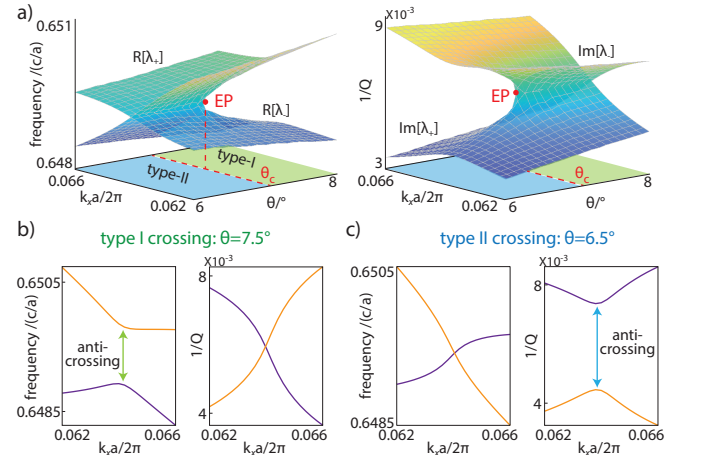 a)
0.651
frequency /(c/a)
0.648
0.066
kₓa/2π
0.062
6
θ/°
8
R[λ₊]
R[λ₋]
EP
type-I
type-II
θc
X10⁻³
9
1/Q
3
0.066
kₓa/2π
0.062
6
θ/°
8
Im[λ₋]
Im[λ₊]
EP
θc
b)
type I crossing: θ=7.5°
0.6505
frequency /(c/a)
0.6485
0.062
0.066
kₓa/2π
anti-
crossing
X10⁻³
8
1/Q
4
0.062
0.066
kₓa/2π
c)
type II crossing: θ=6.5°
0.6505
frequency /(c/a)
0.6485
0.062
0.066
kₓa/2π
X10⁻³
8
1/Q
4
0.062
0.066
kₓa/2π
anti-
crossing